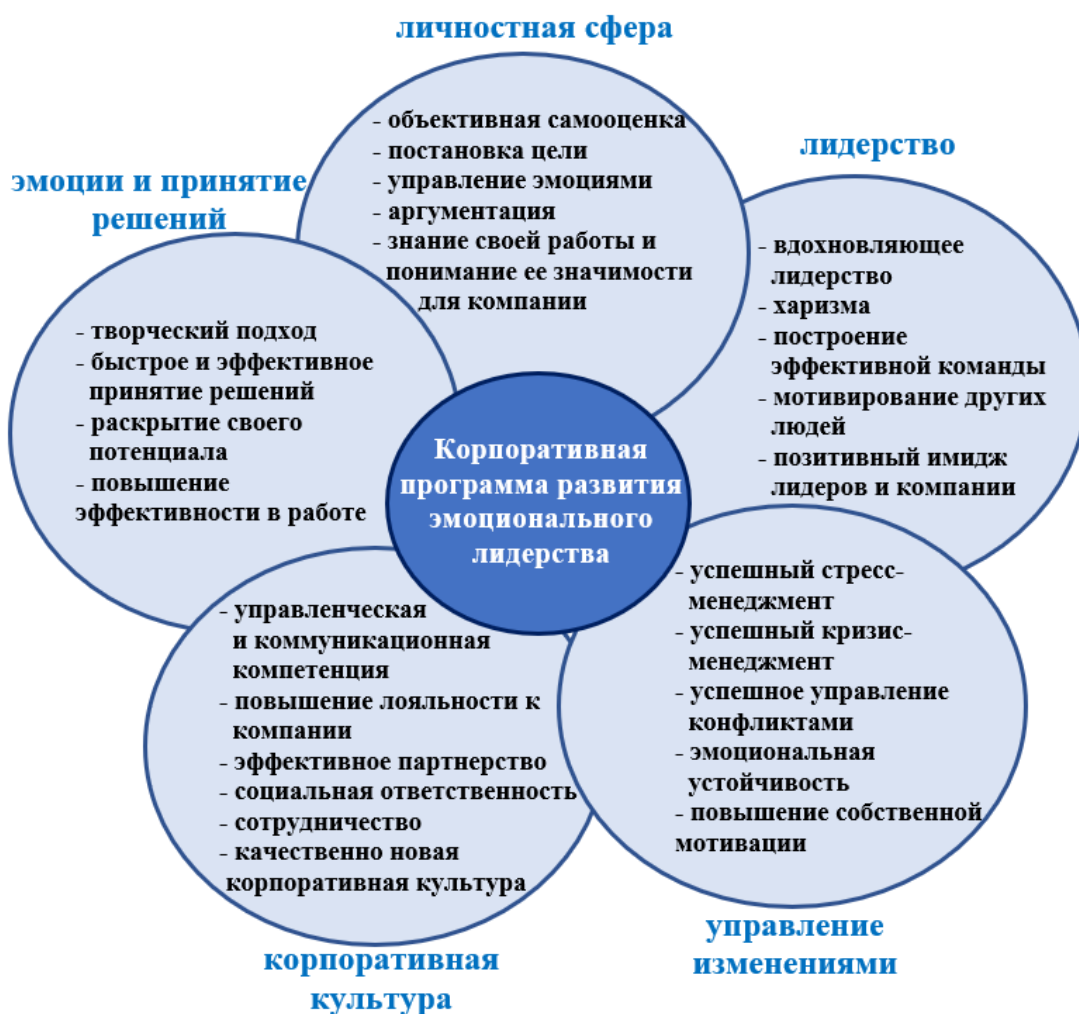 личностная сфера
- объективная самооценка
- постановка цели
- управление эмоциями
- аргументация
- знание своей работы и
понимание ее значимости
для компании
лидерство
- вдохновляющее
лидерство
- харизма
- построение
эффективной команды
- мотивирование других
людей
- позитивный имидж
лидеров и компании
эмоции и принятие
решений
- творческий подход
- быстрое и эффективное
принятие решений
- раскрытие своего
потенциала
- повышение
эффективности в работе
Корпоративная
программа развития
эмоционального
лидерства
- управленческая
и коммуникационная
компетенция
- повышение лояльности к
компании
- эффективное партнерство
- социальная ответственность
- сотрудничество
- качественно новая
корпоративная культура
корпоративная
культура
- успешный стресс-
менеджмент
- успешный кризис-
менеджмент
- успешное управление
конфликтами
- эмоциональная
устойчивость
- повышение собственной
мотивации
управление
изменениями